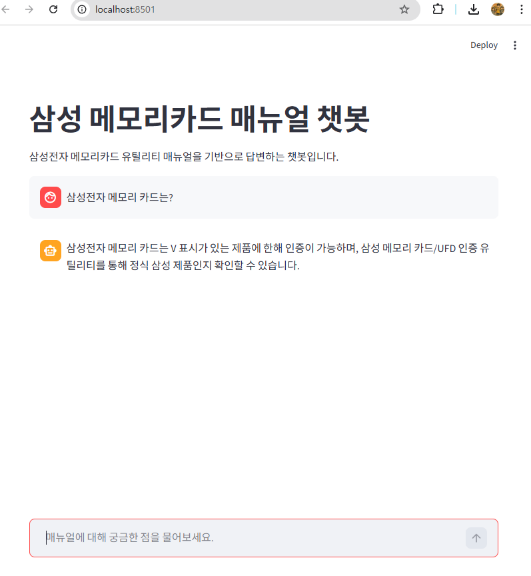 localhost:8501
Deploy
삼성 메모리카드 매뉴얼 챗봇
삼성전자 메모리카드 유틸리티 매뉴얼을 기반으로 답변하는 챗봇입니다.
삼성전자 메모리 카드는?
삼성전자 메모리 카드는 V 표시가 있는 제품에 한해 인증이 가능하며, 삼성 메모리 카드/UFD 인증 유
틸리티를 통해 정식 삼성 제품인지 확인할 수 있습니다.
매뉴얼에 대해 궁금한 점을 물어보세요.